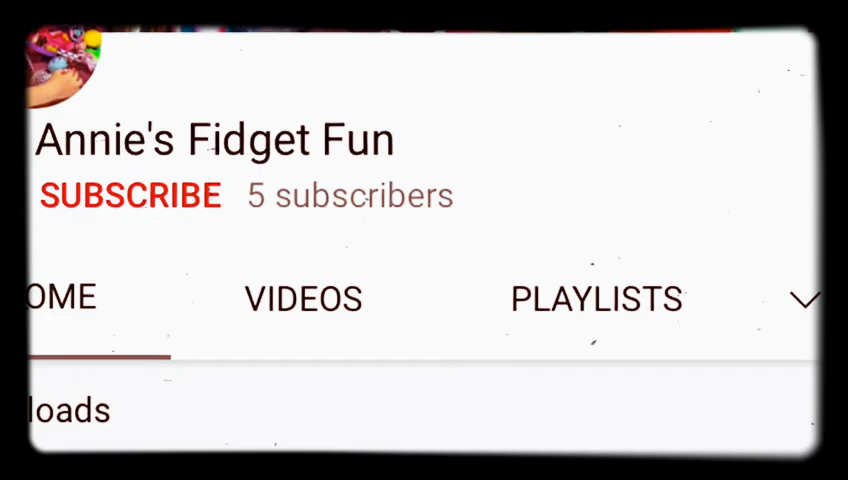 Annie's Fidget Fun
SUBSCRIBE 5 subscribers
OME VIDEOS PLAYLISTS
loads